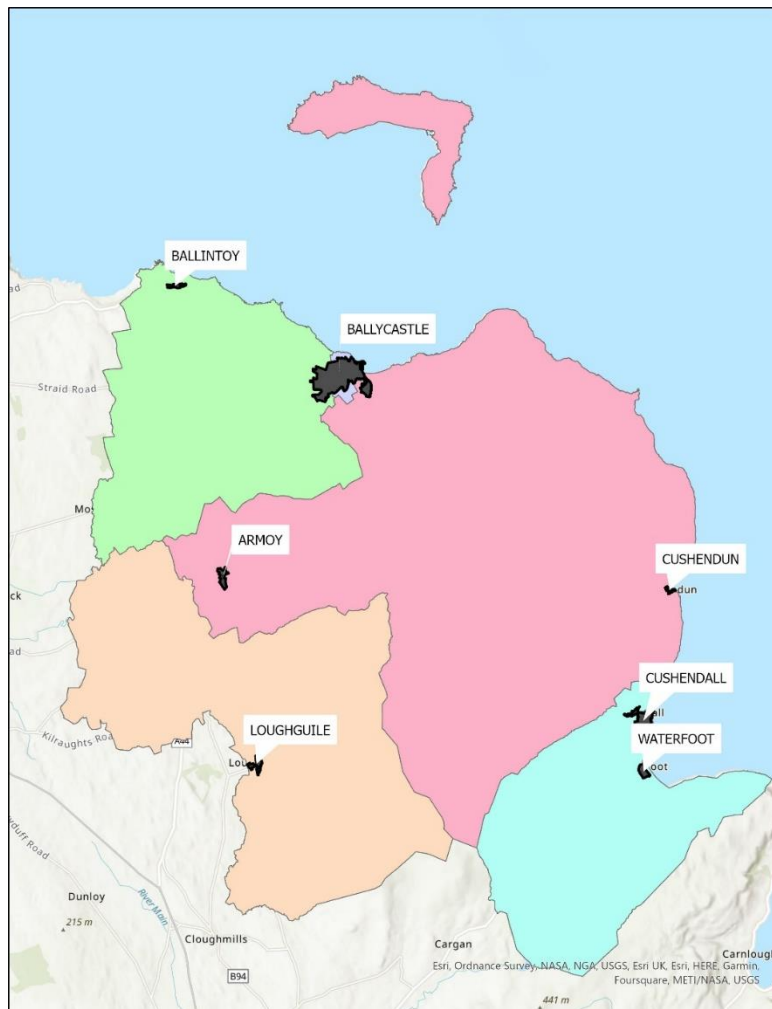 BALLINTOY
ad
BALLYCASTLE
Straid Road
Mos
ARMOY
CUSHENDUN
dun
ck
CUSHENDALL
all
LOUGHGUILE
WATERFOOT
Kilraughts Road
A44
Lou
oot
duff Road
Dunloy
River Main
215 m
Cloughmills
Cargan
Carnlough
B94
Esri, Ordnance Survey, NASA, NGA, USGS, Esri UK, Esri, HERE, Garmin,
Foursquare, METI/NASA, USGS
441 m